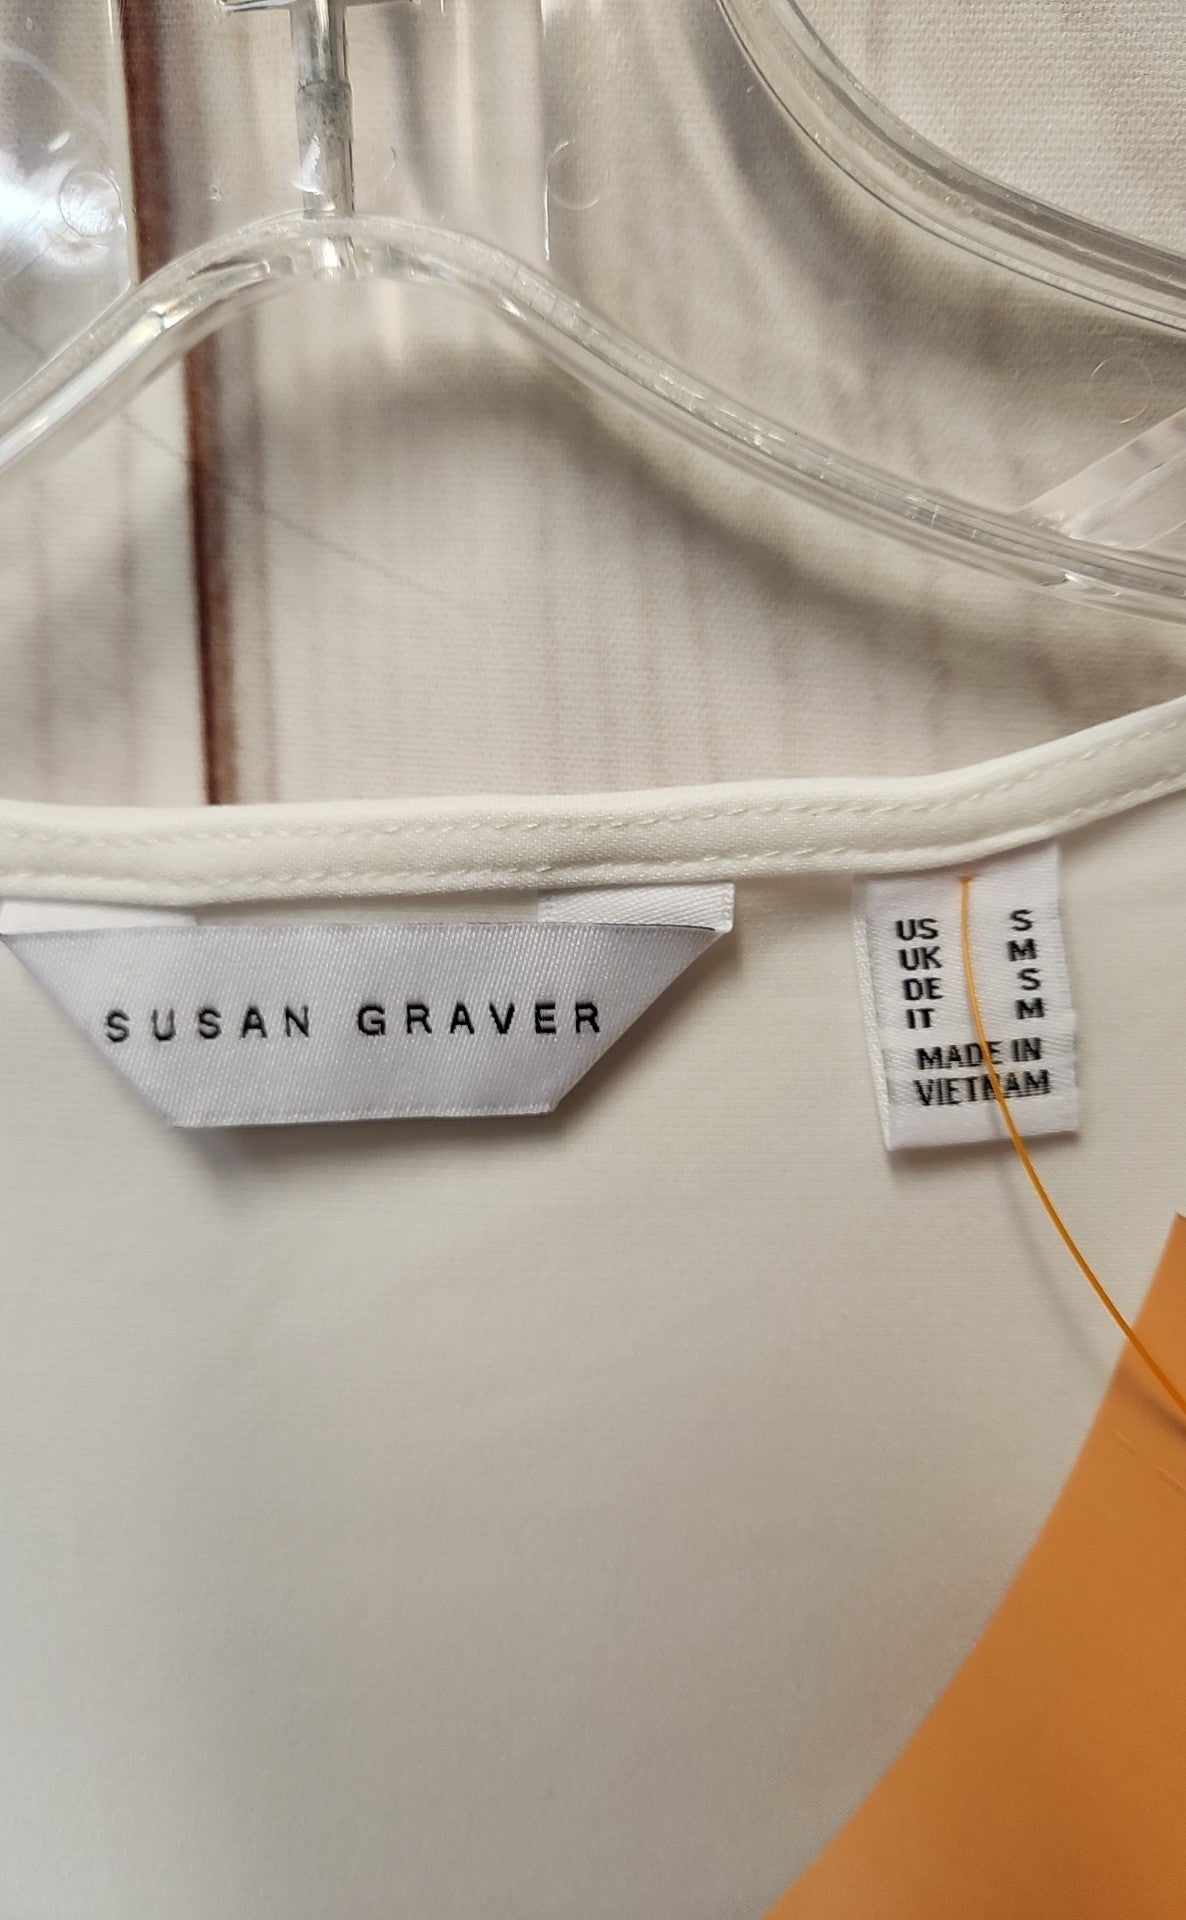 SUSAN GRAVER
US S
UK M
DE S
IT M
MADE IN
VIETNAM